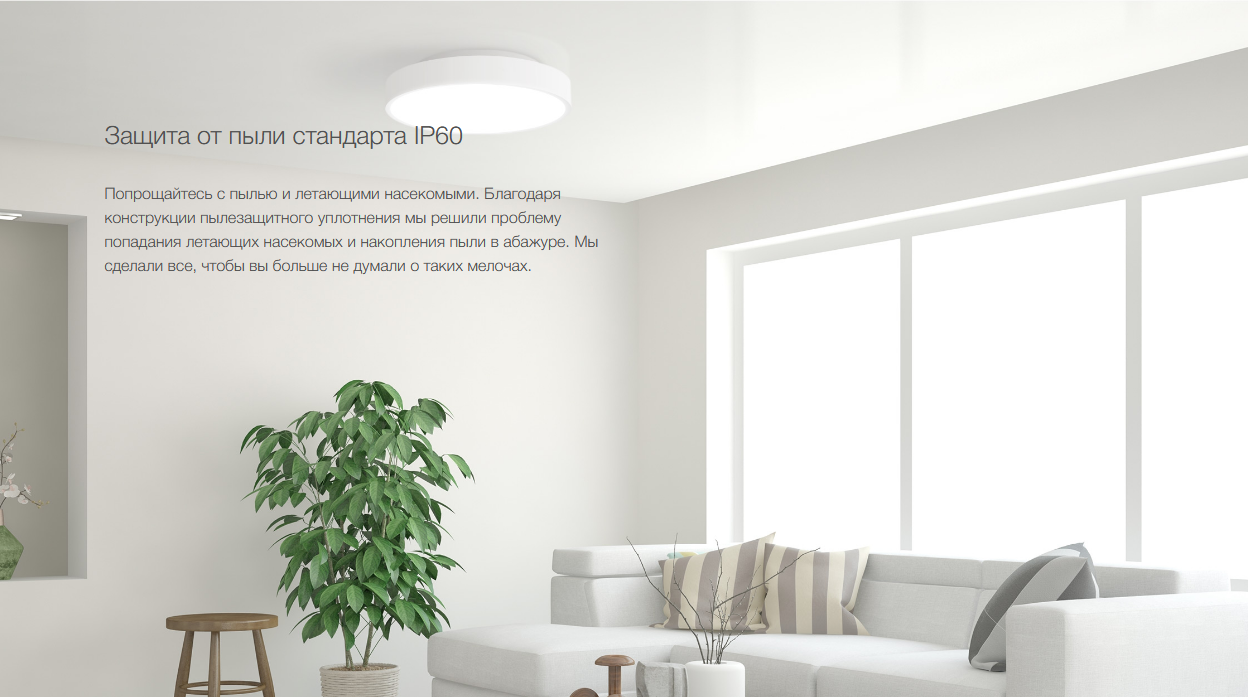 Защита от пыли стандарта IP60
Попрощайтесь с пылью и летающими насекомыми. Благодаря
конструкции пылезащитного уплотнения мы решили проблему
попадания летающих насекомых и накопления пыли в абажуре. Мы
сделали все, чтобы вы больше не думали о таких мелочах.